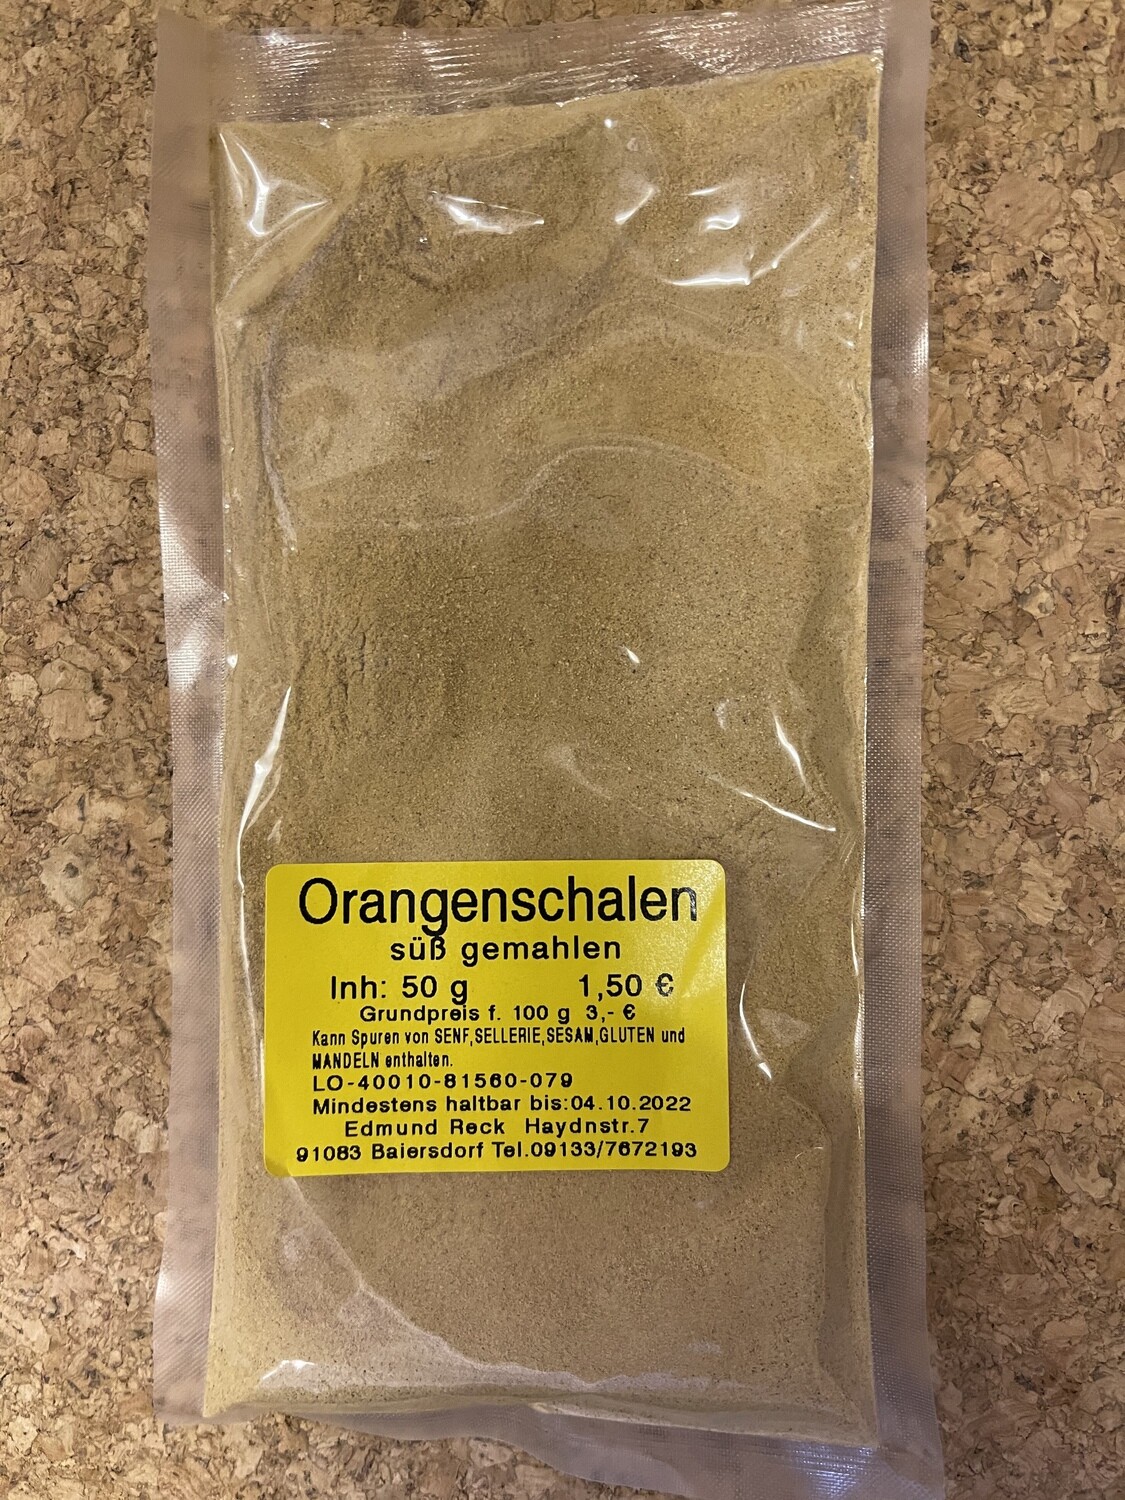 Orangenschalen
süß gemahlen
Inh: 50 g 1,50 €
Grundpreis f. 100 g 3,- €
Kann Spuren von SENF,SELLERIE,SESAM,GLUTEN und
MANDELN enthalten.
LO-40010-81560-079
Mindestens haltbar bis:04.10.2022
Edmund Reck Haydnstr.7
91083 Baiersdorf Tel.09133/7672193